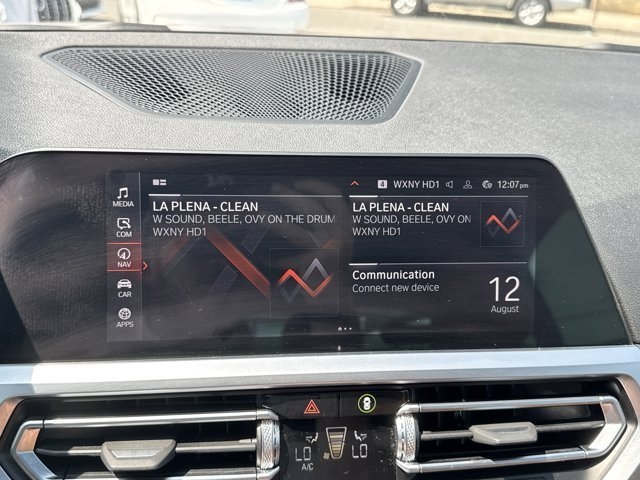 4 WXNY HD1 12:07pm
MEDIA
COM
NAV
CAR
APPS
LA PLENA - CLEAN
W SOUND, BEELE, OVY ON THE DRUM
WXNY HD1
LA PLENA - CLEAN
W SOUND, BEELE, OVY ON
WXNY HD1
Communication
Connect new device
12
August
LO
A/C
LO